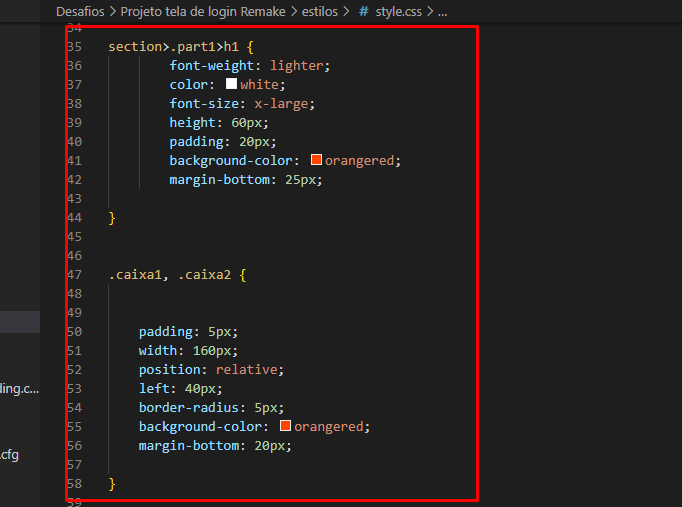 Desafios > Projeto tela de login Remake > estilos > # style.css > ...
34
35 section>.part1>h1 {
36 font-weight: lighter;
37 color: white;
38 font-size: x-large;
39 height: 60px;
40 padding: 20px;
41 background-color: orangered;
42 margin-bottom: 25px;
43
44 }
45
46
47 .caixa1, .caixa2 {
48
49
50 padding: 5px;
51 width: 160px;
52 position: relative;
53 left: 40px;
ding.c...
54 border-radius: 5px;
55 background-color: orangered;
56 margin-bottom: 20px;
.cfg
57
58 }
59